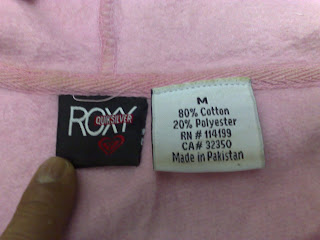 ROXY
QUIKSILVER
M
80% Cotton
20% Polyester
RN # 114199
CA# 32350
Made in Pakistan